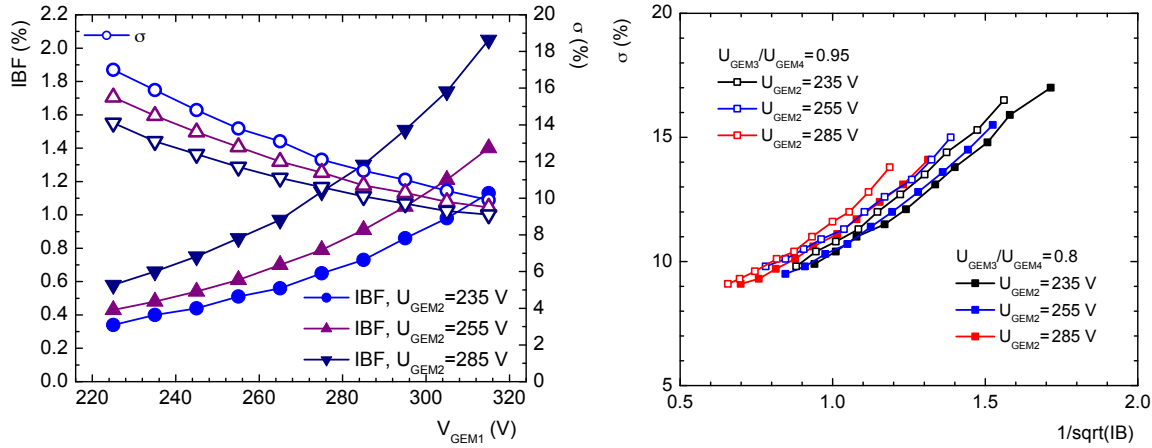 IBF (%)
2.2
2.0
1.8
1.6
1.4
1.2
1.0
0.8
0.6
0.4
0.2
0.0
σ
IBF, U_GEM2=235 V
IBF, U_GEM2=255 V
IBF, U_GEM2=285 V
220 240 260 280 300 320
V_GEM1 (V)
20
18
16
14
12
10
8
6
4
2
0
σ (%)
σ (%)
20
15
10
5
U_GEM3/U_GEM4=0.95
U_GEM2=235 V
U_GEM2=255 V
U_GEM2=285 V
U_GEM3/U_GEM4=0.8
U_GEM2=235 V
U_GEM2=255 V
U_GEM2=285 V
0.5 1.0 1.5 2.0
1/sqrt(IB)